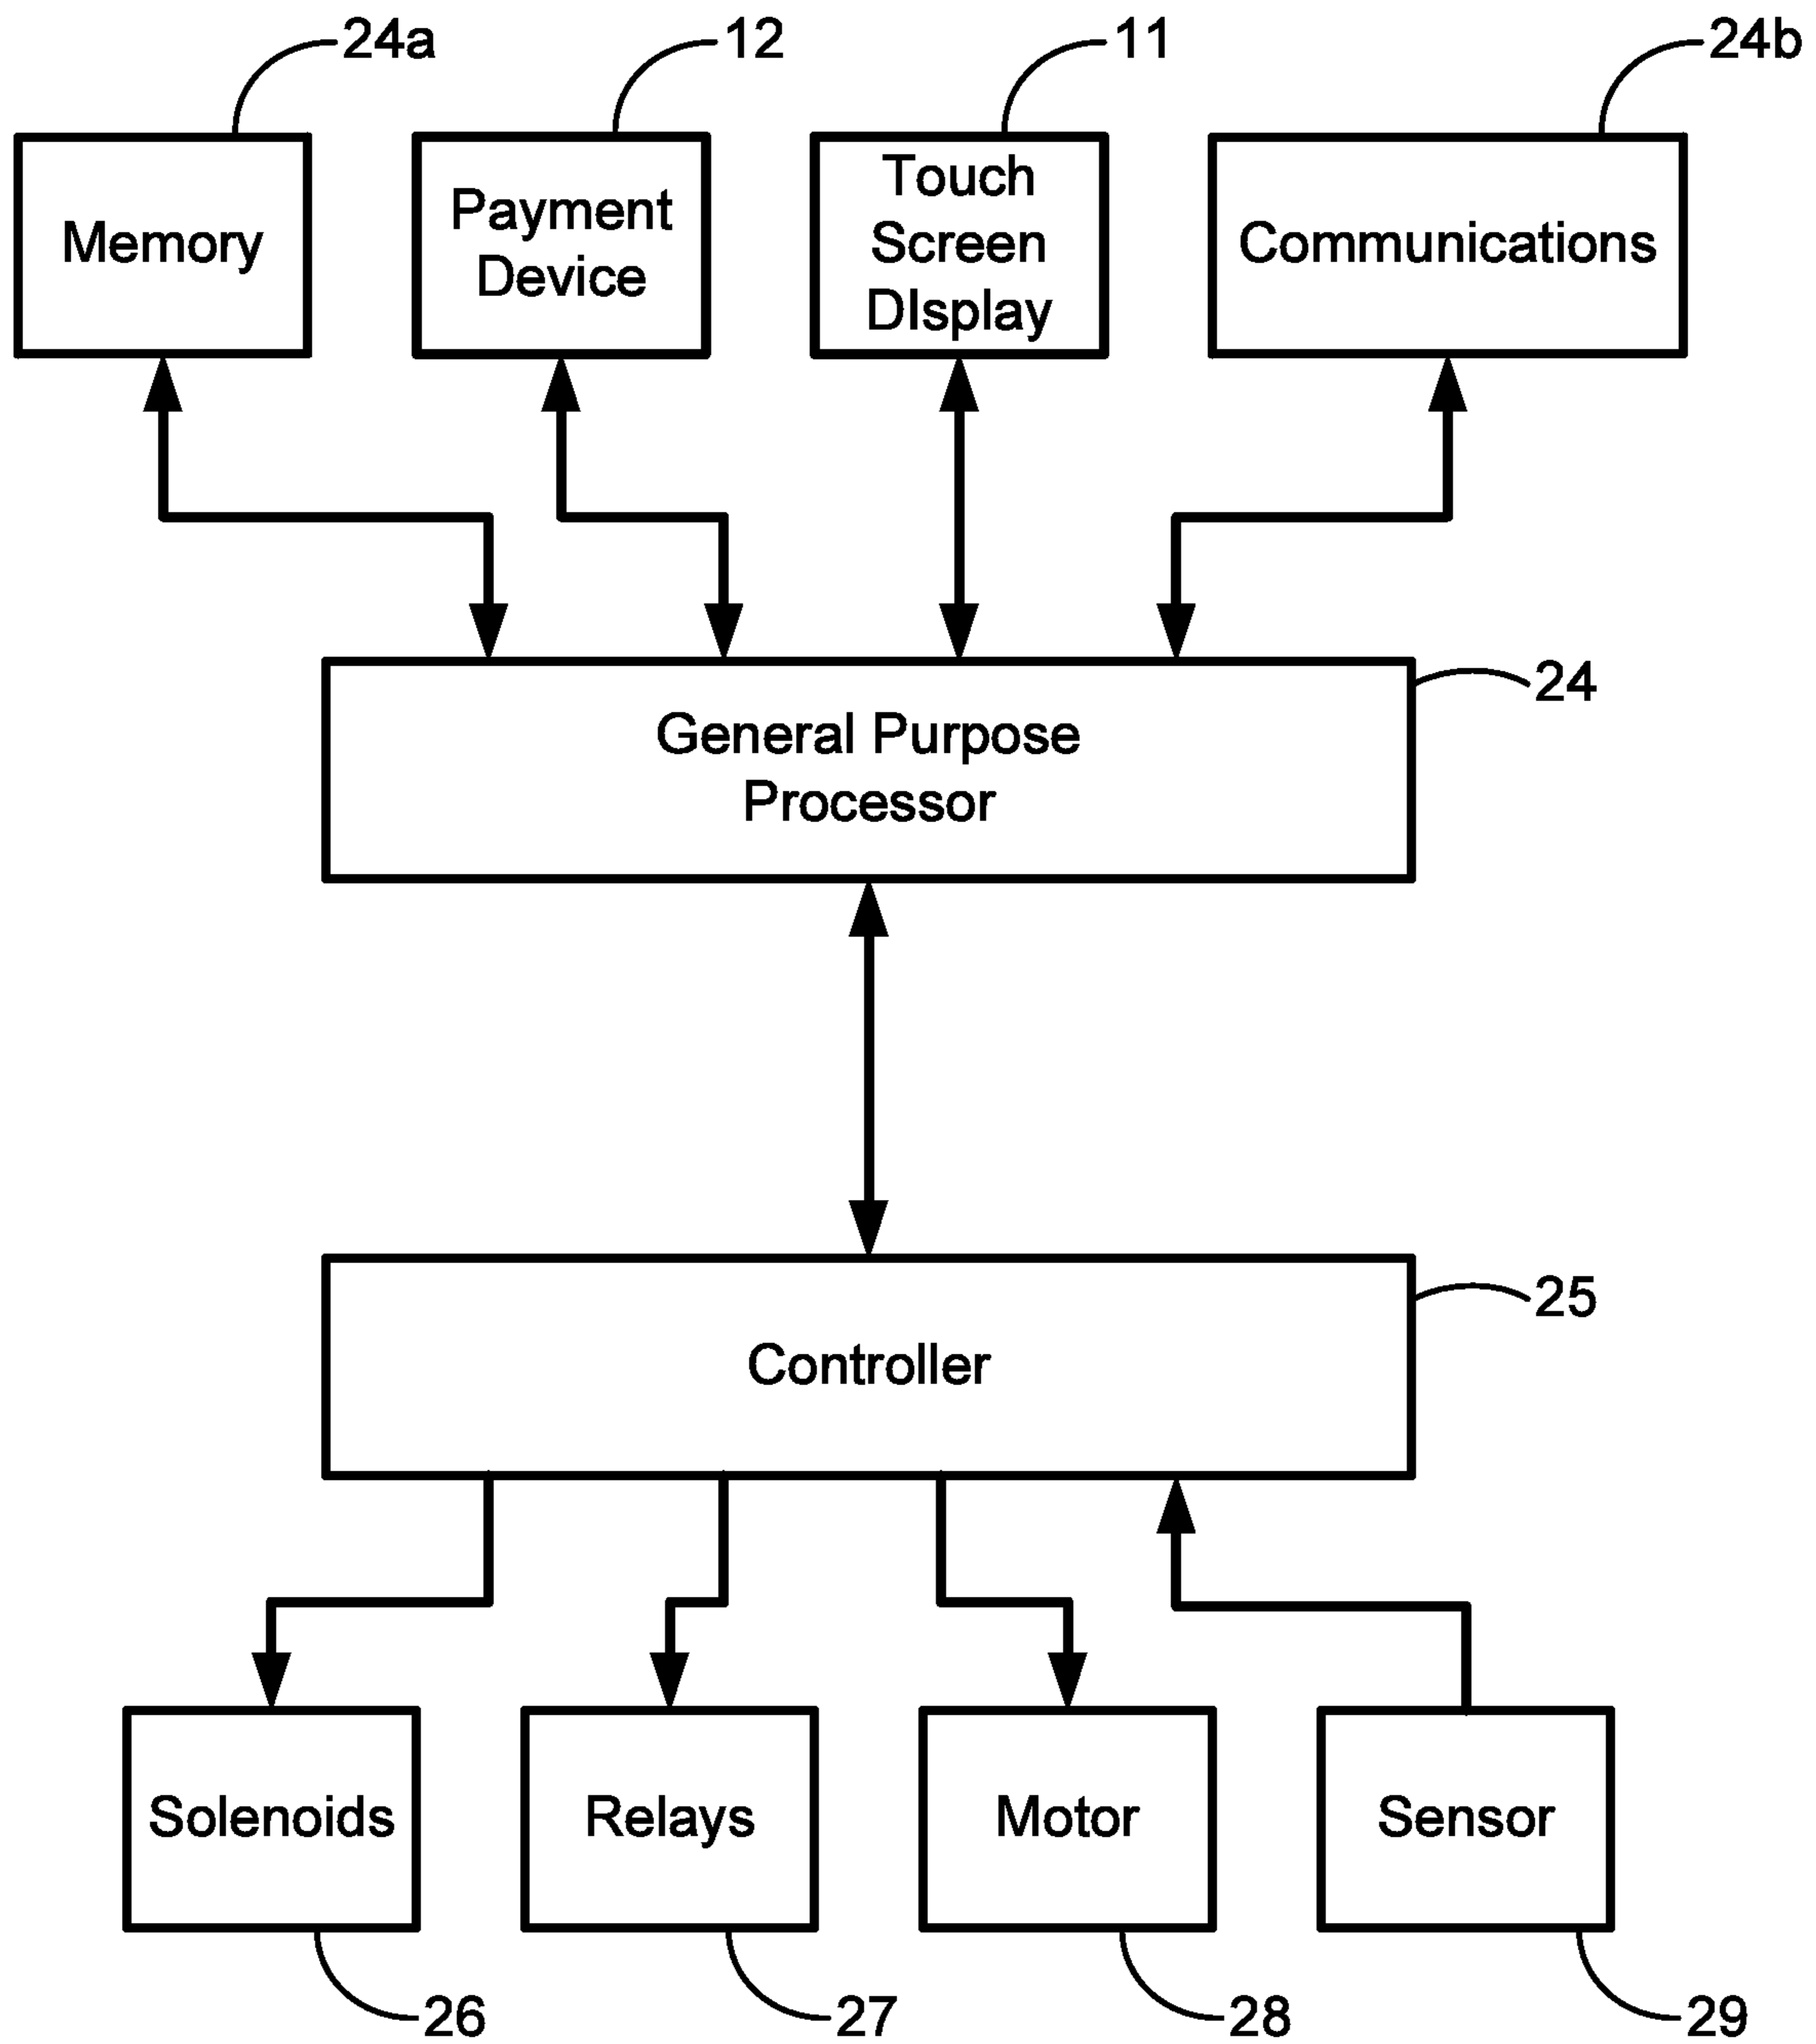 24a
12
11
24b
Memory
Payment
Device
Touch
Screen
DIsplay
Communications
24
General Purpose
Processor
25
Controller
Solenoids
Relays
Motor
Sensor
26
27
28
29